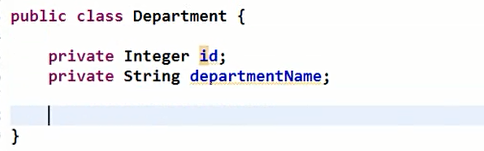 public class Department {
private Integer id;
private String departmentName;
}